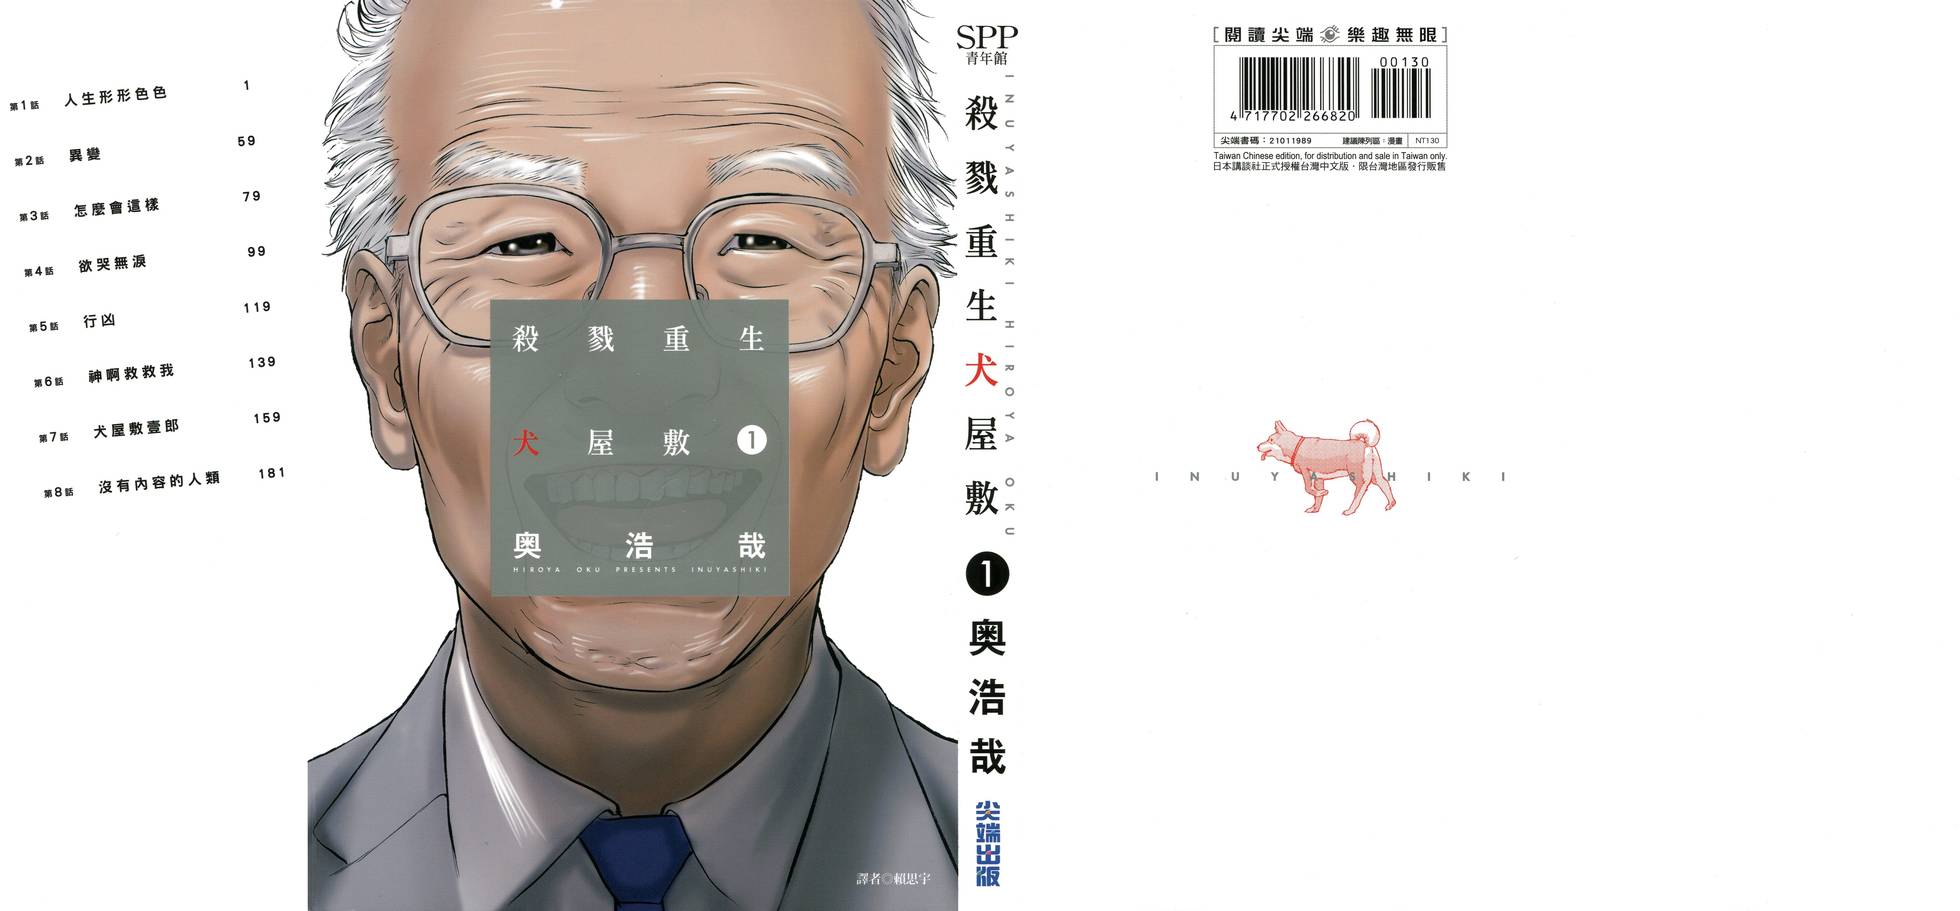 第1話 人生形形色色 1
第2話 異變 59
第3話 怎麼會這樣 79
第4話 欲哭無淚 99
第5話 行凶 119
第6話 神啊救救我 139
第7話 犬屋敷壹郎 159
第8話 沒有內容的人類 181
殺戮重生
犬屋敷 1
奧浩哉
HIROYA OKU PRESENTS INUYASHIKI
譯者◎賴思宇
SPP
青年館
殺戮重生犬屋敷 1 奧浩哉
INUYASHIKI HIROYA OKU
尖端出版
[閱讀尖端 樂趣無限]
00130
4 717702 266820
尖端書碼：21011989 建議陳列區：漫畫 NT130
Taiwan Chinese edition, for distribution and sale in Taiwan only.
日本講談社正式授權台灣中文版・限台灣地區發行販售
INUYASHIKI